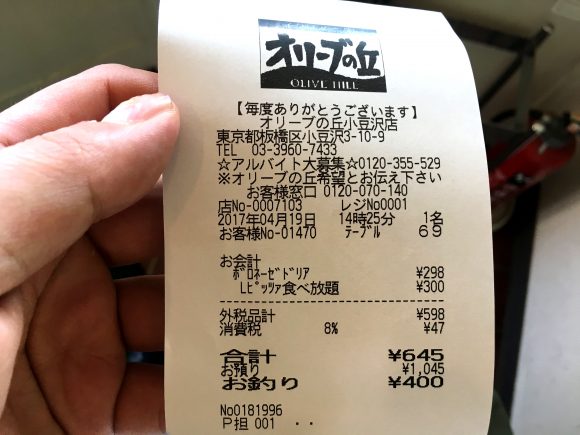 オリーブの丘
OLIVE HILL
【毎度ありがとうございます】
オリーブの丘小豆沢店
東京都板橋区小豆沢3-10-9
TEL 03-3960-7433
☆アルバイト大募集☆0120-355-529
※オリーブの丘希望とお伝え下さい
お客様窓口 0120-070-140
店No-0007103 レジNo0001
2017年04月19日 14時25分 1名
お客様No-01470 ﾃｰﾌﾞﾙ 69
お会計
ﾎﾞﾛﾈｰｾﾞﾄﾞﾘｱ ¥298
Lﾋﾟｯﾂｧ食べ放題 ¥300
外税品計 ¥598
消費税 8% ¥47
合計 ¥645
お預り ¥1,045
お釣り ¥400
No0181996
P担 001 ・・